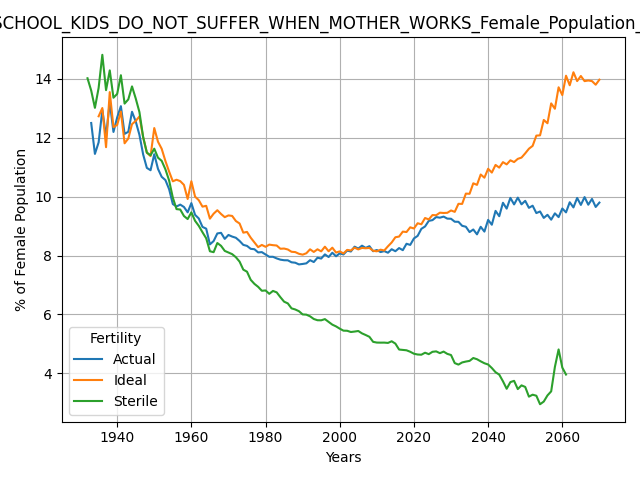 SCHOOL_KIDS_DO_NOT_SUFFER_WHEN_MOTHER_WORKS_Female_Population_
% of Female Population
14
12
10
8
6
4
Fertility
Actual
Ideal
Sterile
1940
1960
1980
2000
2020
2040
2060
Years